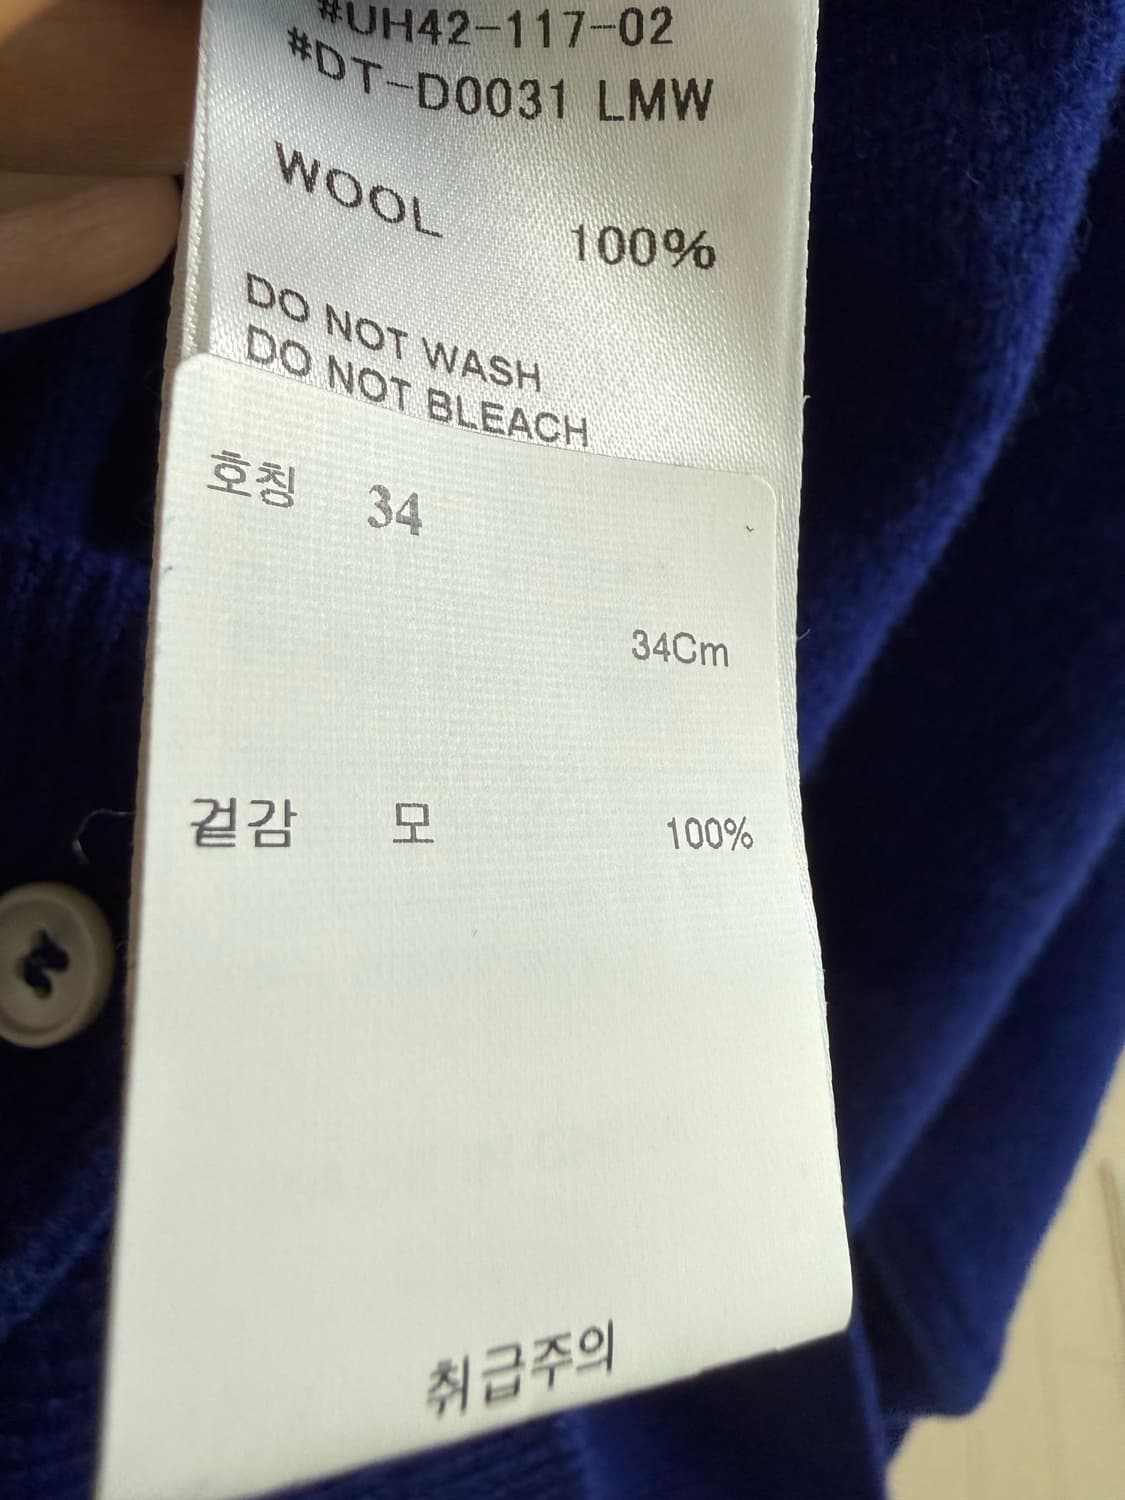 #UH42-117-02
#DT-D0031 LMW
WOOL 100%
DO NOT WASH
DO NOT BLEACH
호칭 34
34Cm
겉감 모 100%
취급주의